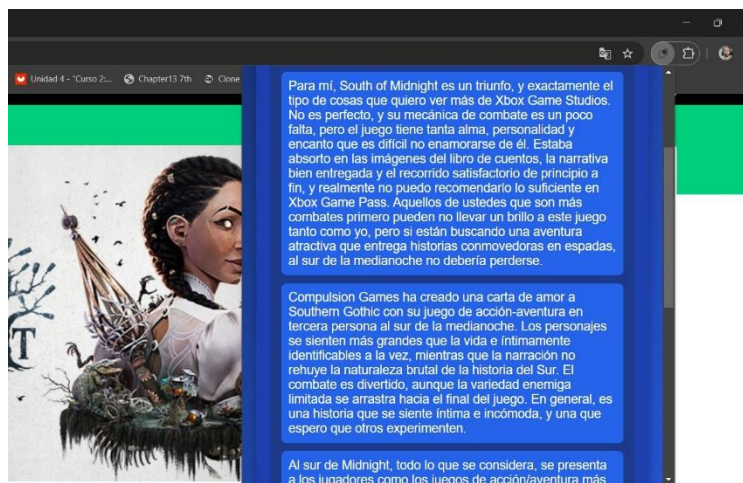 Unidad 4 - "Curso 2:...
Chapter13 7th
Clone
Para mí, South of Midnight es un triunfo, y exactamente el
tipo de cosas que quiero ver más de Xbox Game Studios.
No es perfecto, y su mecánica de combate es un poco
falta, pero el juego tiene tanta alma, personalidad y
encanto que es difícil no enamorarse de él. Estaba
absorto en las imágenes del libro de cuentos, la narrativa
bien entregada y el recorrido satisfactorio de principio a
fin, y realmente no puedo recomendarlo lo suficiente en
Xbox Game Pass. Aquellos de ustedes que son más
combates primero pueden no llevar un brillo a este juego
tanto como yo, pero si están buscando una aventura
atractiva que entrega historias conmovedoras en espadas,
al sur de la medianoche no debería perderse.
Compulsion Games ha creado una carta de amor a
Southern Gothic con su juego de acción-aventura en
tercera persona al sur de la medianoche. Los personajes
se sienten más grandes que la vida e íntimamente
identificables a la vez, mientras que la narración no
rehuye la naturaleza brutal de la historia del Sur. El
combate es divertido, aunque la variedad enemiga
limitada se arrastra hacia el final del juego. En general, es
una historia que se siente íntima e incómoda, y una que
espero que otros experimenten.
Al sur de Midnight, todo lo que se considera, se presenta
a los jugadores como los juegos de acción/aventura más